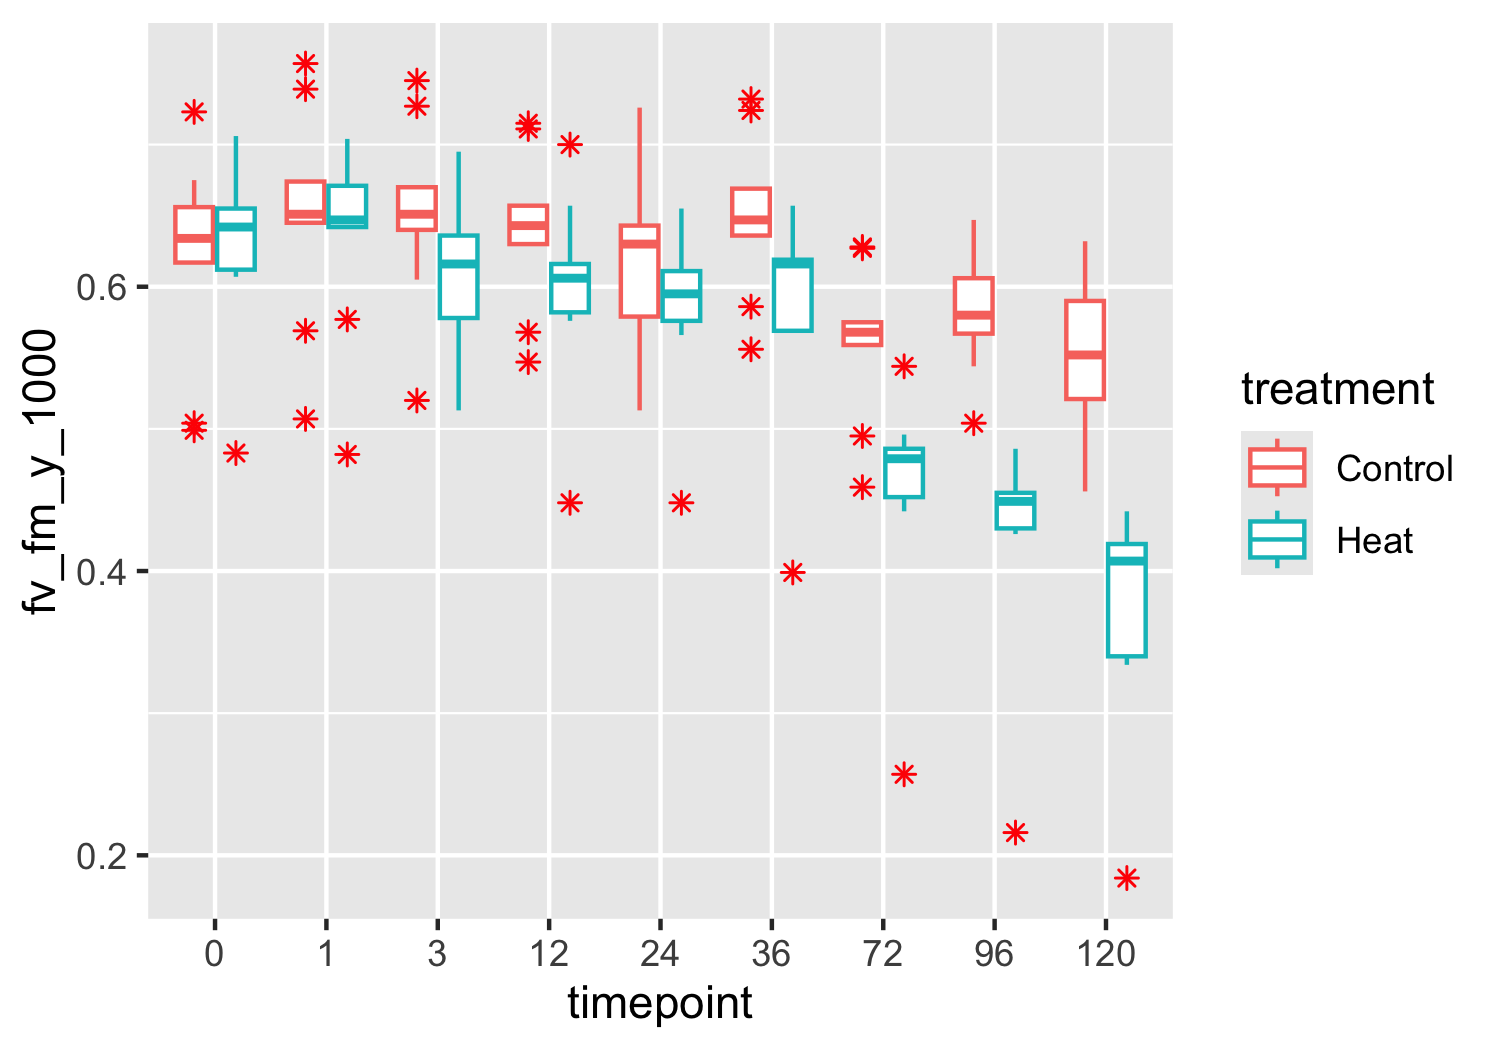 fv_fm_y_1000
0.6
0.4
0.2
0 1 3 12 24 36 72 96 120
timepoint
treatment
Control
Heat